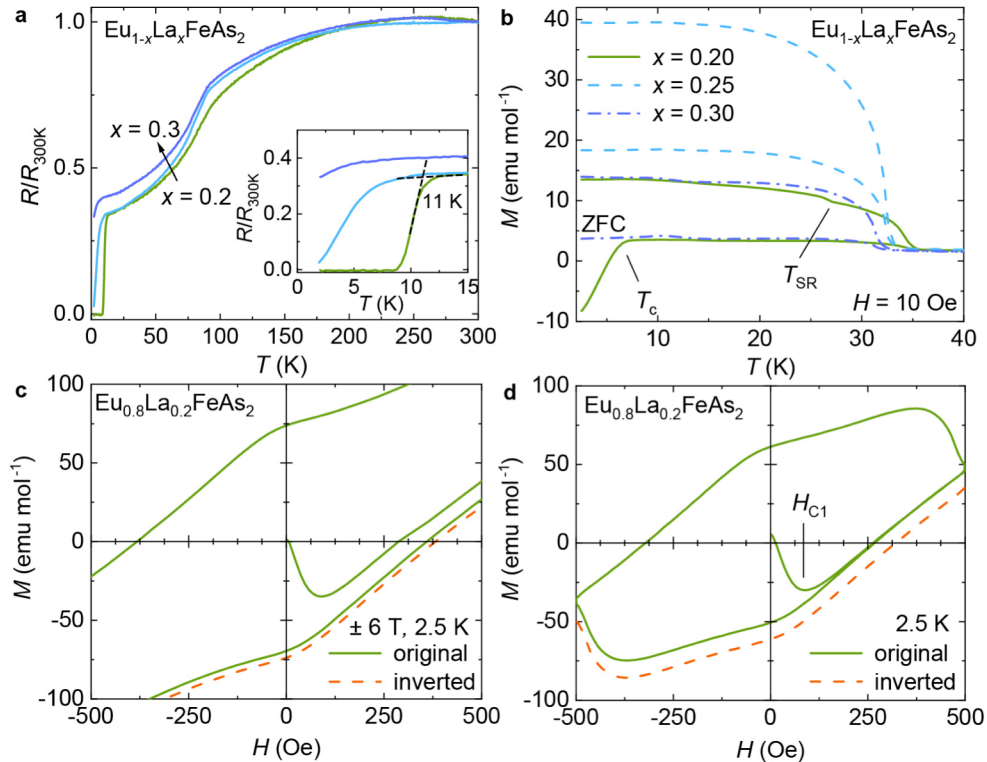 a
Eu1-xLaxFeAs2
R/R300K
1.0
0.5
0.0
x = 0.3
x = 0.2
R/R300K
0.4
0.2
0.0
11 K
0 5 10 15
T (K)
0 50 100 150 200 250 300
T (K)
b
Eu1-xLaxFeAs2
M (emu mol-1)
40
30
20
10
0
-10
x = 0.20
x = 0.25
x = 0.30
ZFC
TSR
Tc
H = 10 Oe
10 20 30 40
T (K)
c
Eu0.8La0.2FeAs2
M (emu mol-1)
100
50
0
-50
-100
± 6 T, 2.5 K
original
inverted
-500 -250 0 250 500
H (Oe)
d
Eu0.8La0.2FeAs2
M (emu mol-1)
100
50
0
-50
-100
HC1
2.5 K
original
inverted
-500 -250 0 250 500
H (Oe)